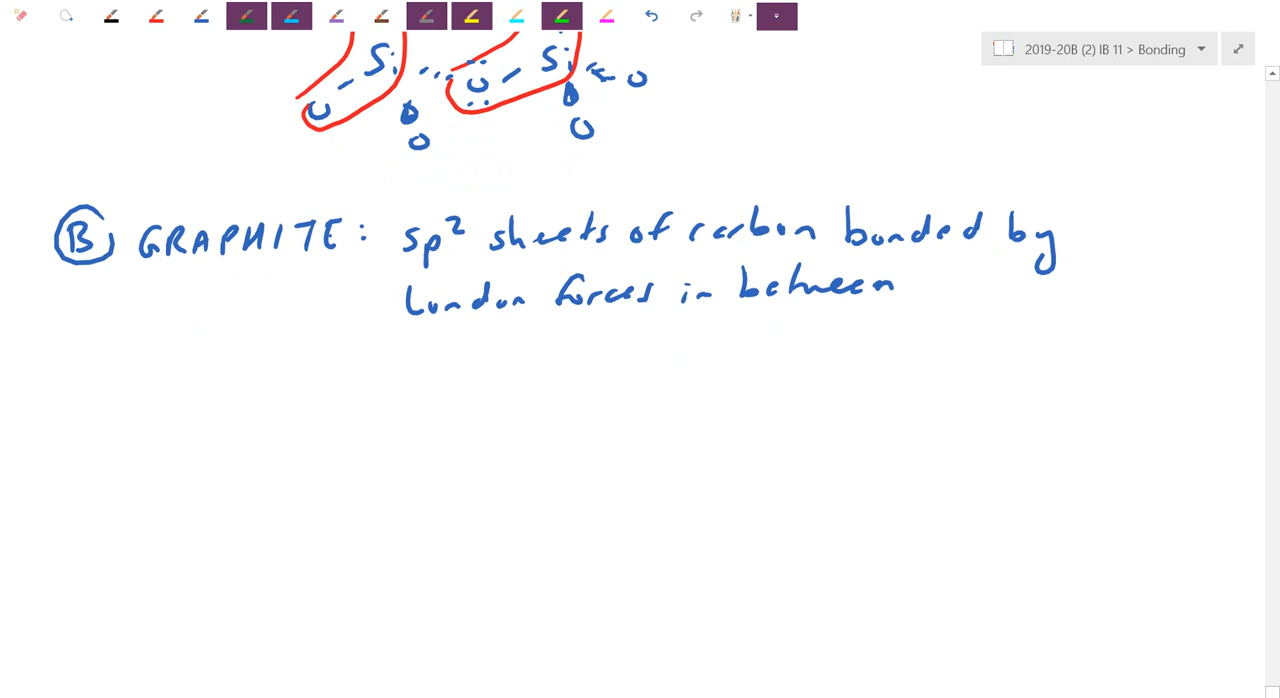 2019-20B (2) IB 11 > Bonding
Si Si
O O O
O O
B GRAPHITE: sp² sheets of carbon bonded by
London forces in between